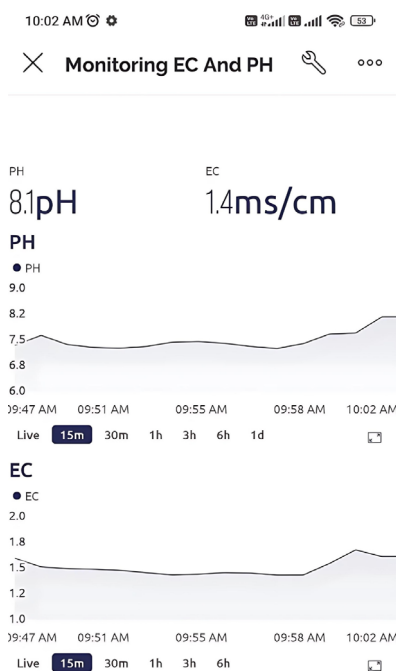 10:02 AM
4G+
53
Monitoring EC And PH
PH EC
8.1pH 1.4ms/cm
PH
PH
9.0
8.2
7.5
6.8
6.0
09:47 AM 09:51 AM 09:55 AM 09:58 AM 10:02 AM
Live 15m 30m 1h 3h 6h 1d
EC
EC
2.0
1.8
1.5
1.2
1.0
09:47 AM 09:51 AM 09:55 AM 09:58 AM 10:02 AM
Live 15m 30m 1h 3h 6h